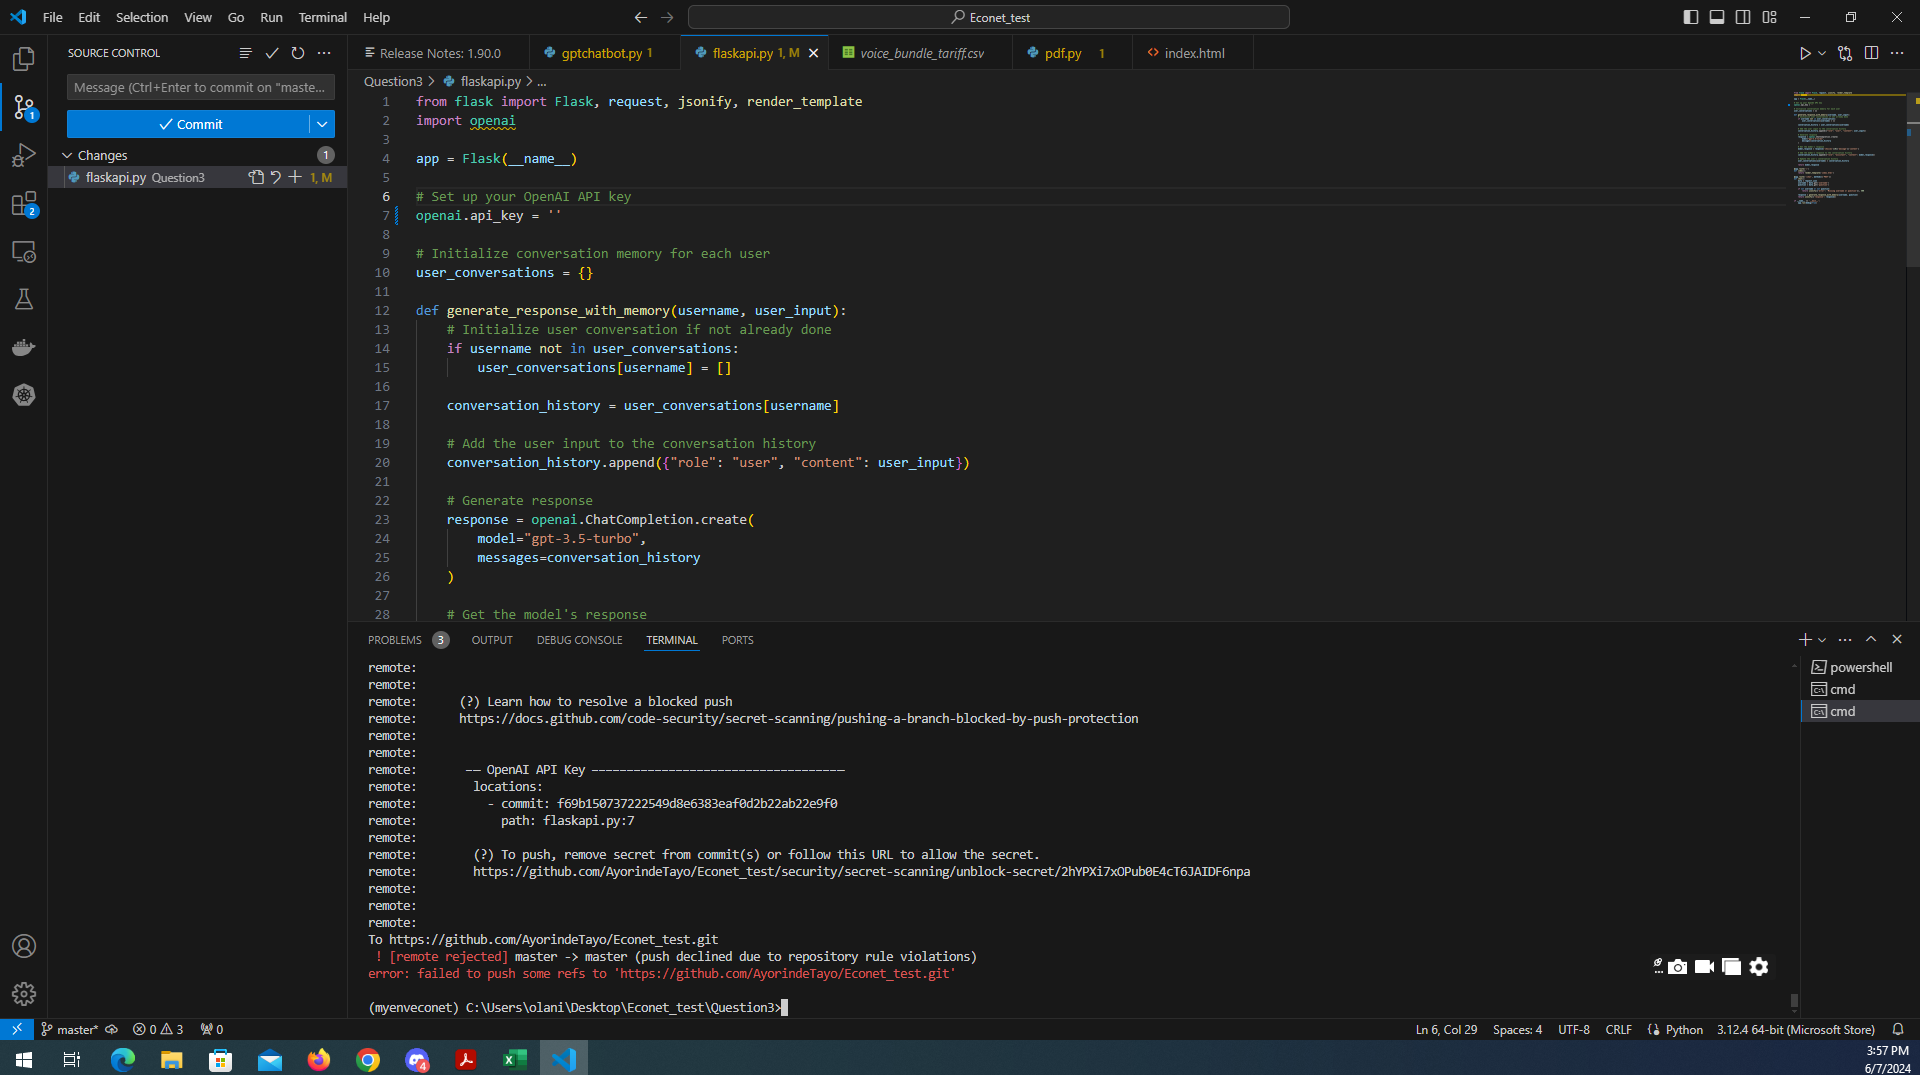 File Edit Selection View Go Run Terminal Help
Econet_test
SOURCE CONTROL
Message (Ctrl+Enter to commit on "maste...
Commit
Changes 1
flaskapi.py Question3 1, M
1
2
Release Notes: 1.90.0
gptchatbot.py 1
flaskapi.py 1, M
voice_bundle_tariff.csv
pdf.py 1
index.html
Question3 > flaskapi.py > ...
1 from flask import Flask, request, jsonify, render_template
2 import openai
3
4 app = Flask(__name__)
5
6 # Set up your OpenAI API key
7 openai.api_key = ''
8
9 # Initialize conversation memory for each user
10 user_conversations = {}
11
12 def generate_response_with_memory(username, user_input):
13 # Initialize user conversation if not already done
14 if username not in user_conversations:
15 user_conversations[username] = []
16
17 conversation_history = user_conversations[username]
18
19 # Add the user input to the conversation history
20 conversation_history.append({"role": "user", "content": user_input})
21
22 # Generate response
23 response = openai.ChatCompletion.create(
24 model="gpt-3.5-turbo",
25 messages=conversation_history
26 )
27
28 # Get the model's response
PROBLEMS 3 OUTPUT DEBUG CONSOLE TERMINAL PORTS
remote:
remote:
remote: (?) Learn how to resolve a blocked push
remote: https://docs.github.com/code-security/secret-scanning/pushing-a-branch-blocked-by-push-protection
remote:
remote:
remote: —— OpenAI API Key ————————————————————————————————————
remote: locations:
remote: - commit: f69b150737222549d8e6383eaf0d2b22ab22e9f0
remote: path: flaskapi.py:7
remote:
remote: (?) To push, remove secret from commit(s) or follow this URL to allow the secret.
remote: https://github.com/AyorindeTayo/Econet_test/security/secret-scanning/unblock-secret/2hYPXi7xOPub0E4cT6JAIDF6npa
remote:
remote:
remote:
To https://github.com/AyorindeTayo/Econet_test.git
! [remote rejected] master -> master (push declined due to repository rule violations)
error: failed to push some refs to 'https://github.com/AyorindeTayo/Econet_test.git'
(myenveconet) C:\Users\olani\Desktop\Econet_test\Question3>
powershell
cmd
cmd
master* 0 3 0
Ln 6, Col 29 Spaces: 4 UTF-8 CRLF Python 3.12.4 64-bit (Microsoft Store)
4
3:57 PM
6/7/2024